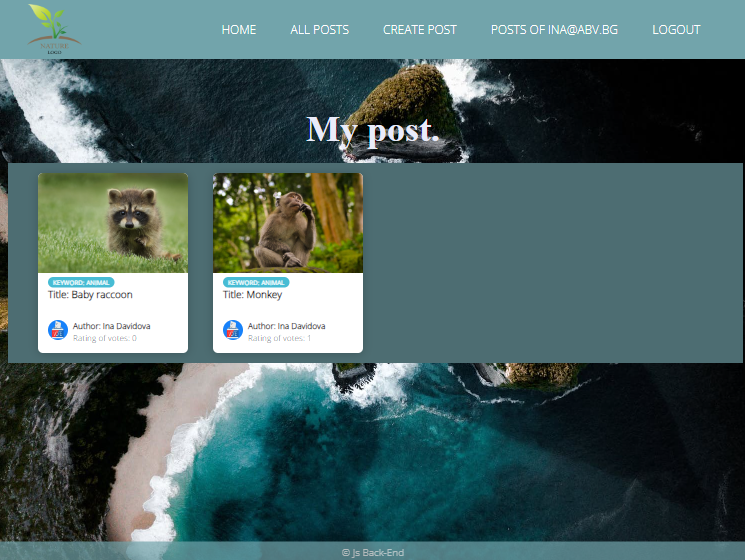 NATURE
LOGO
HOME
ALL POSTS
CREATE POST
POSTS OF INA@ABV.BG
LOGOUT
My post.
KEYWORD: ANIMAL
Title: Baby raccoon
Author: Ina Davidova
Rating of votes: 0
KEYWORD: ANIMAL
Title: Monkey
Author: Ina Davidova
Rating of votes: 1
© Js Back-End